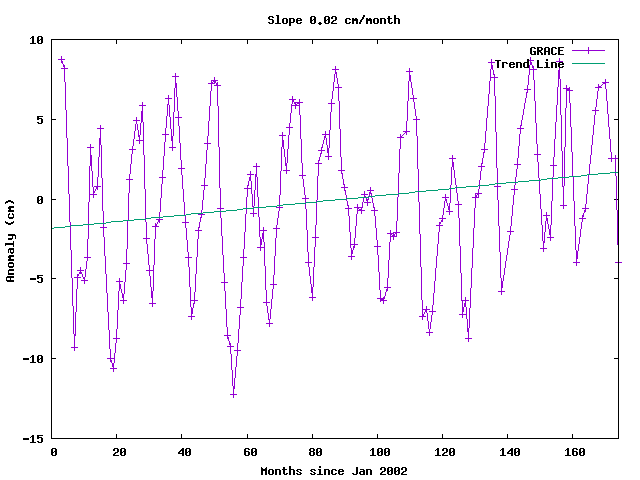 Slope 0.02 cm/month
GRACE
Trend Line
10
5
0
-5
-10
-15
Anomaly (cm)
0 20 40 60 80 100 120 140 160
Months since Jan 2002